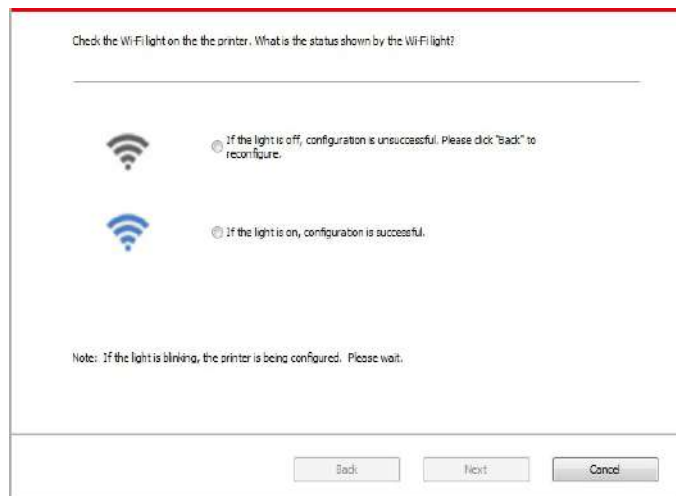 Check the Wi-Fi light on the the printer. What is the status shown by the Wi-Fi light?
If the light is off, configuration is unsuccessful. Please click "Back" to
reconfigure.
If the light is on, configuration is successful.
Note: If the light is blinking, the printer is being configured. Please wait.
Back
Next
Cancel